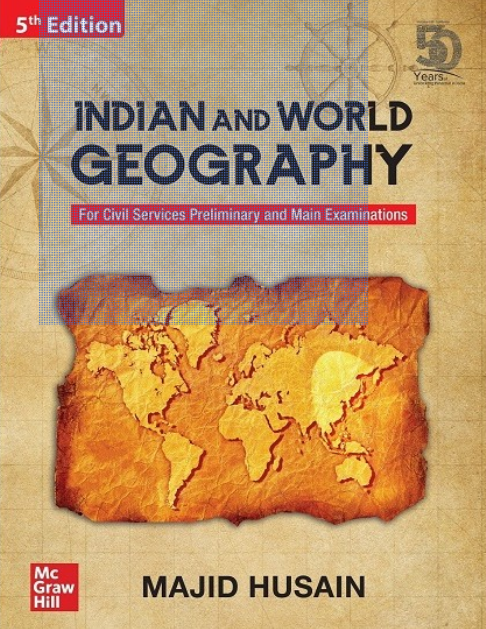 5th Edition
50
Years of
INDIAN AND WORLD
GEOGRAPHY
For Civil Services Preliminary and Main Examinations
Mc
Graw
Hill
MAJID HUSAIN